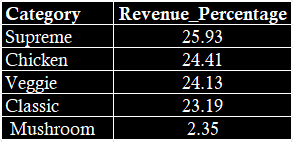 Category Revenue_Percentage
Supreme 25.93
Chicken 24.41
Veggie 24.13
Classic 23.19
Mushroom 2.35